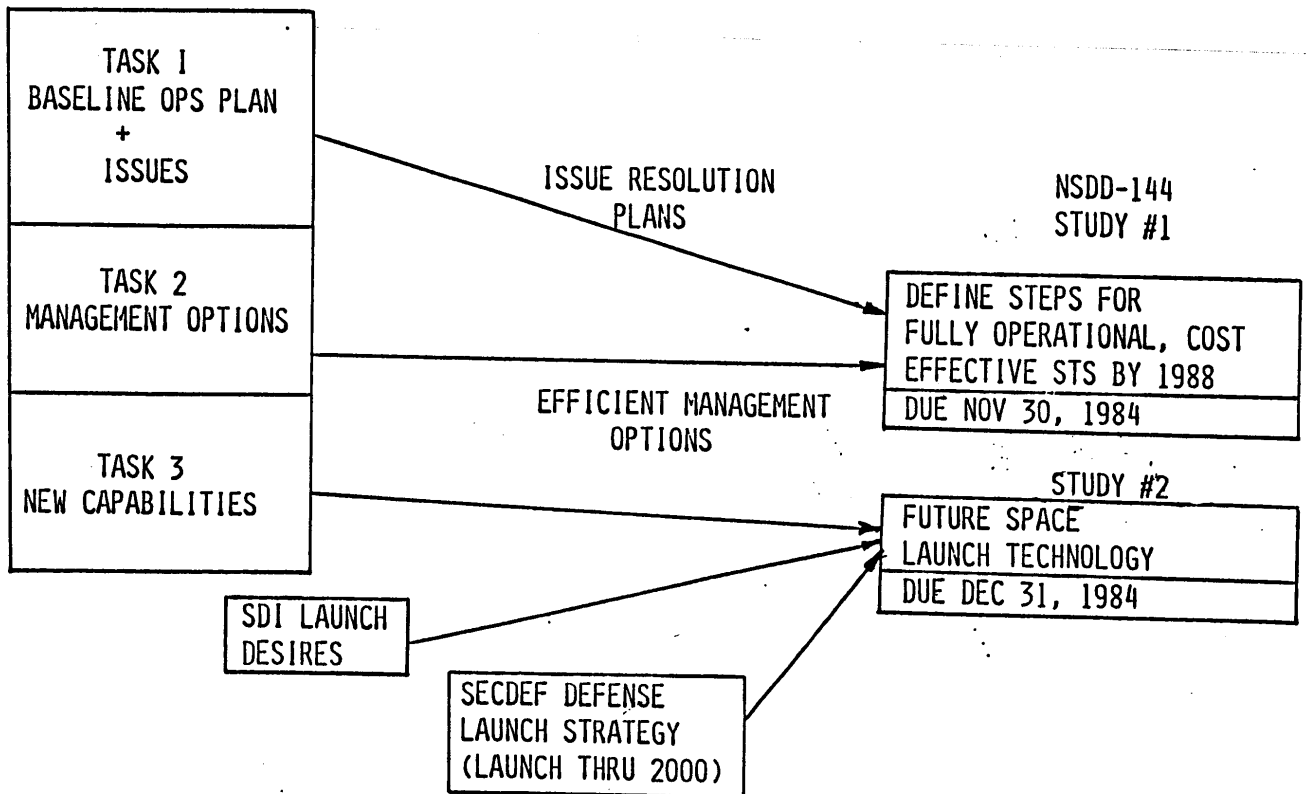 TASK 1
BASELINE OPS PLAN
+
ISSUES
TASK 2
MANAGEMENT OPTIONS
TASK 3
NEW CAPABILITIES
ISSUE RESOLUTION
PLANS
EFFICIENT MANAGEMENT
OPTIONS
NSDD-144
STUDY #1
DEFINE STEPS FOR
FULLY OPERATIONAL, COST
EFFECTIVE STS BY 1988
DUE NOV 30, 1984
STUDY #2
FUTURE SPACE
LAUNCH TECHNOLOGY
DUE DEC 31, 1984
SDI LAUNCH
DESIRES
SECDEF DEFENSE
LAUNCH STRATEGY
(LAUNCH THRU 2000)